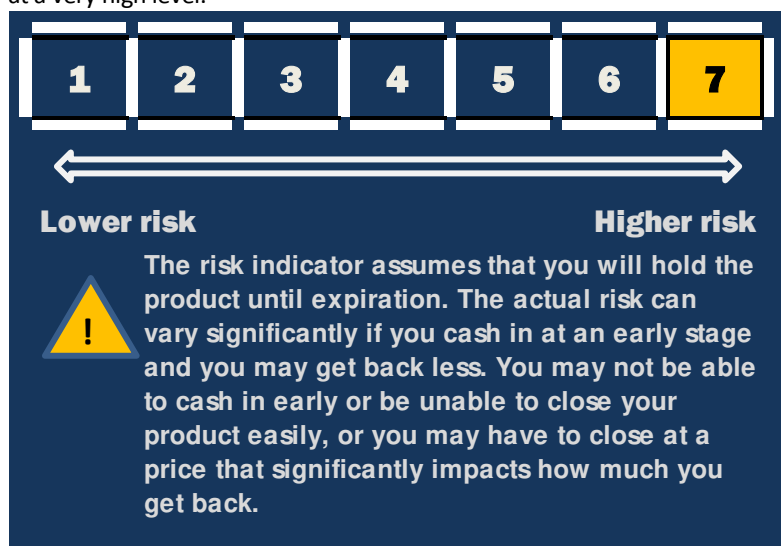 at a very high level.
1 2 3 4 5 6 7
Lower risk Higher risk
The risk indicator assumes that you will hold the
product until expiration. The actual risk can
! vary significantly if you cash in at an early stage
and you may get back less. You may not be able
to cash in early or be unable to close your
product easily, or you may have to close at a
price that significantly impacts how much you
get back.